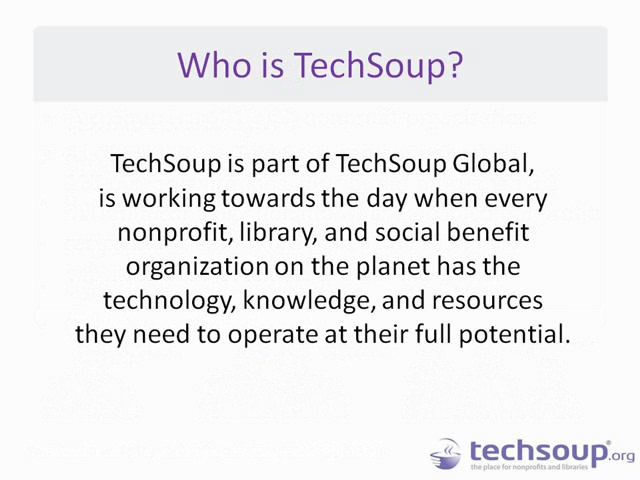 Who is TechSoup?
TechSoup is part of TechSoup Global,
is working towards the day when every
nonprofit, library, and social benefit
organization on the planet has the
technology, knowledge, and resources
they need to operate at their full potential.
techsoup®.org
the place for nonprofits and libraries